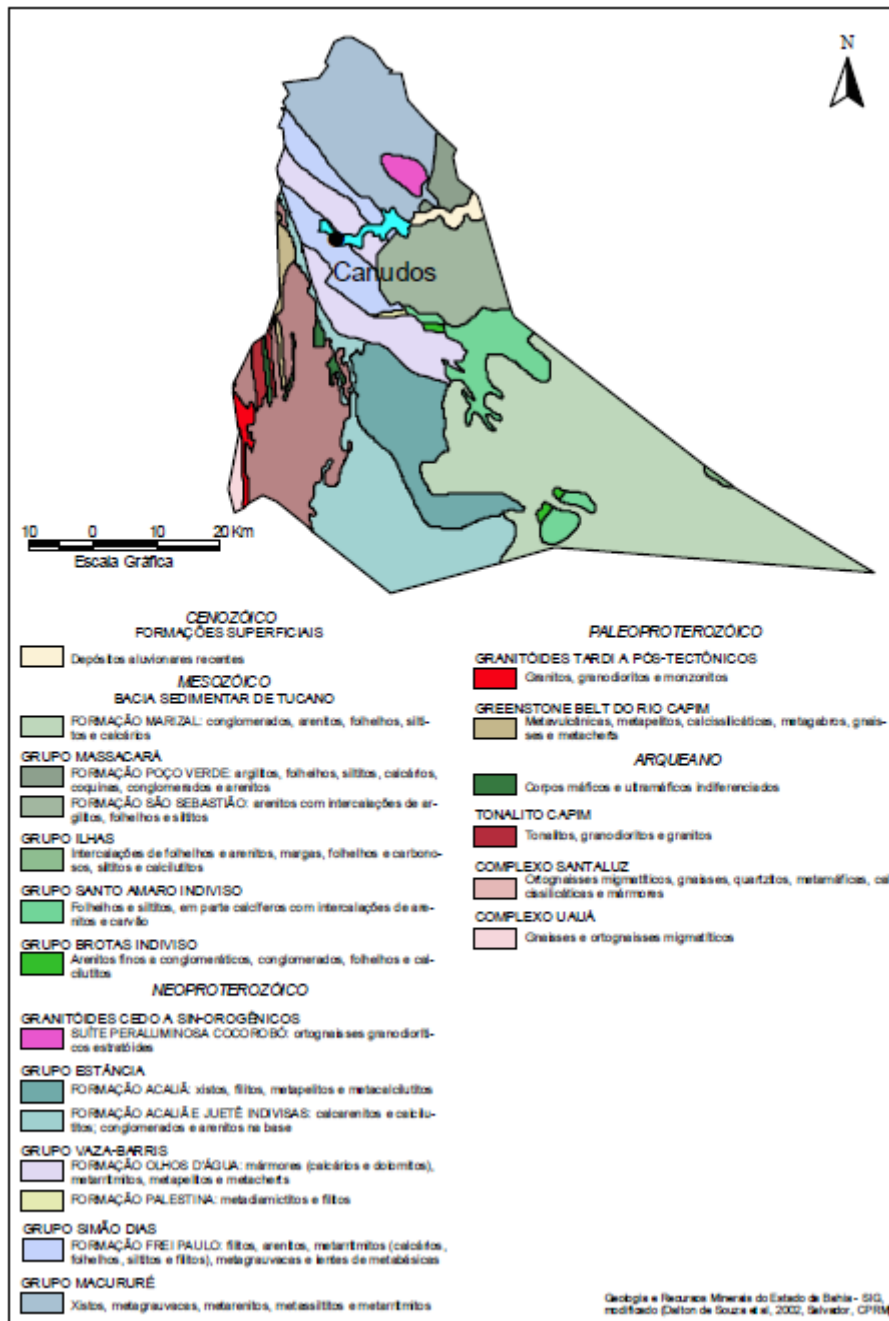 N
Canudos
10 0 10 20 Km
Escala Gráfica
CENOZÓICO
FORMAÇÕES SUPERFICIAIS
Depósitos aluvionares recentes
MESOZÓICO
BACIA SEDIMENTAR DE TUCANO
FORMAÇÃO MARIZAL: conglomerados, arenitos, folhelhos, silti-
tos e calcários
GRUPO MASSACARÁ
FORMAÇÃO POÇO VERDE: argilitos, folhelhos, siltitos, calcários,
coquinas, conglomerados e arenitos
FORMAÇÃO SÃO SEBASTIÃO: arenitos com intercalações de ar-
gilitos, folhelhos e siltitos
GRUPO ILHAS
Intercalações de folhelhos e arenitos, margas, folhelhos e carbono-
sos, siltitos e calcilutitos
GRUPO SANTO AMARO INDIVISO
Folhelhos e siltitos, em parte calcíferos com intercalações de are-
nitos e carvão
GRUPO BROTAS INDIVISO
Arenitos finos a conglomeráticos, conglomerados, folhelhos e cal-
cilutitos
NEOPROTEROZÓICO
GRANITÓIDES CEDO A SIN-OROGÊNICOS
SUÍTE PERALUMINOSA COCOROBÓ: ortognaisses granodioríti-
cos estratóides
GRUPO ESTÂNCIA
FORMAÇÃO ACAUÃ: xistos, filitos, metapelitos e metacalcilutitos
FORMAÇÃO ACAUÃ E JUETÊ INDIVISAS: calcarenitos e calcilu-
titos; conglomerados e arenitos na base
GRUPO VAZA-BARRIS
FORMAÇÃO OLHOS D'ÁGUA: mármores (calcários e dolomitos),
metarritmitos, metapelitos e metacherts
FORMAÇÃO PALESTINA: metadiamictitos e filitos
GRUPO SIMÃO DIAS
FORMAÇÃO FREI PAULO: filitos, arenitos, metarritmitos (calcários,
folhelhos, siltitos e filitos), metagrauvacas e lentes de metabásicas
GRUPO MACURURÉ
Xistos, metagrauvacas, metarenitos, metassiltitos e metarritmitos
PALEOPROTEROZÓICO
GRANITÓIDES TARDI A PÓS-TECTÔNICOS
Granitos, granodioritos e monzonitos
GREENSTONE BELT DO RIO CAPIM
Metavulcânicas, metapelitos, calcissilicáticas, metagabros, gnais-
ses e metacherts
ARQUEANO
Corpos máficos e ultramáficos indiferenciados
TONALITO CAPIM
Tonalitos, granodioritos e granitos
COMPLEXO SANTALUZ
Ortognaisses migmatíticos, gnaisses, quartzitos, metamáficas, cal
cissilicáticas e mármores
COMPLEXO UAUÁ
Gnaisses e ortognaisses migmatíticos
Geologia e Recursos Minerais do Estado da Bahia - SIG,
modificado (Dalton de Souza et al, 2002, Salvador, CPRM